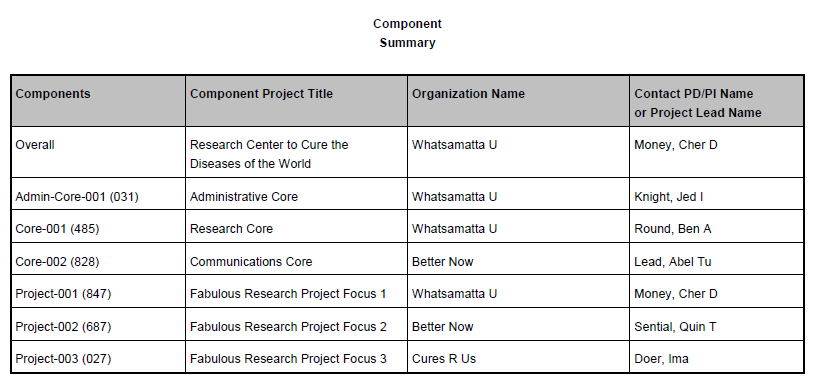 Component
Summary
Components Component Project Title Organization Name Contact PD/PI Name
or Project Lead Name
Overall Research Center to Cure the Whatsamatta U Money, Cher D
Diseases of the World
Admin-Core-001 (031) Administrative Core Whatsamatta U Knight, Jed I
Core-001 (485) Research Core Whatsamatta U Round, Ben A
Core-002 (828) Communications Core Better Now Lead, Abel Tu
Project-001 (847) Fabulous Research Project Focus 1 Whatsamatta U Money, Cher D
Project-002 (687) Fabulous Research Project Focus 2 Better Now Sential, Quin T
Project-003 (027) Fabulous Research Project Focus 3 Cures R Us Doer, Ima